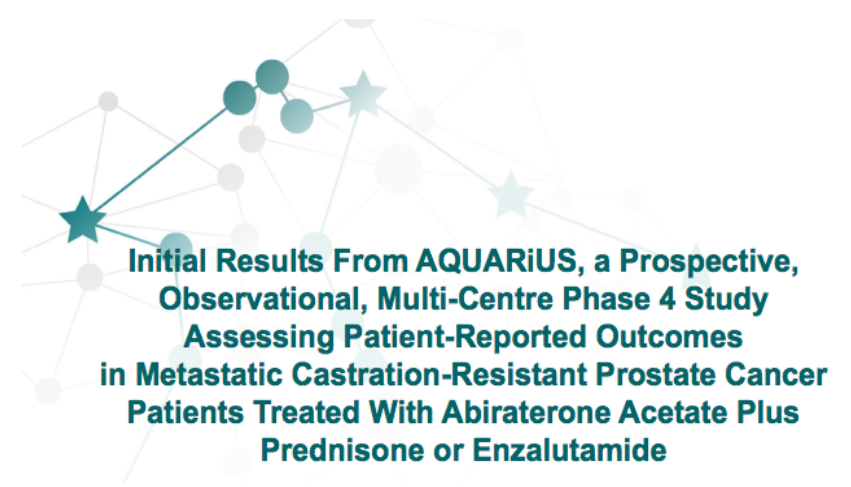 Initial Results From AQUARiUS, a Prospective,
Observational, Multi-Centre Phase 4 Study
Assessing Patient-Reported Outcomes
in Metastatic Castration-Resistant Prostate Cancer
Patients Treated With Abiraterone Acetate Plus
Prednisone or Enzalutamide